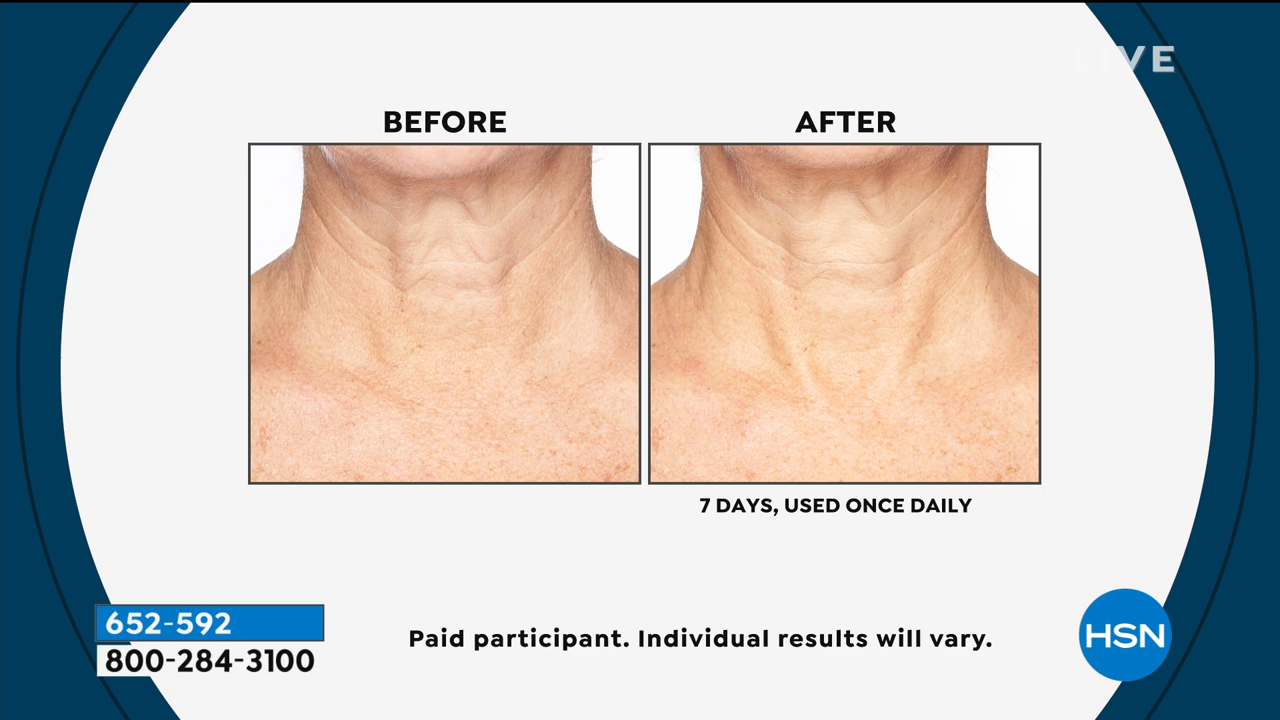 LIVE
BEFORE
AFTER
7 DAYS, USED ONCE DAILY
652-592
800-284-3100
Paid participant. Individual results will vary.
HSN